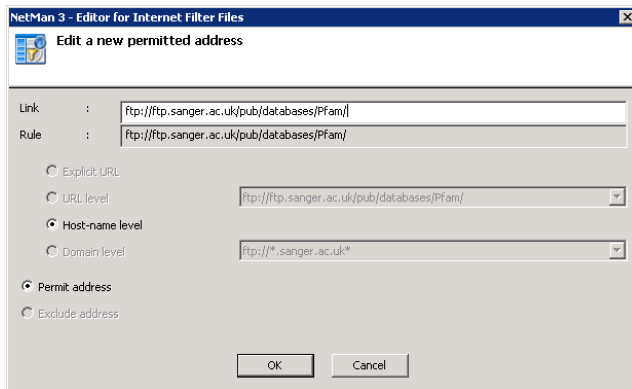 NetMan 3 - Editor for Internet Filter Files
Edit a new permitted address
Link : ftp://ftp.sanger.ac.uk/pub/databases/Pfam/
Rule : ftp://ftp.sanger.ac.uk/pub/databases/Pfam/
Explicit URL
URL level ftp://ftp.sanger.ac.uk/pub/databases/Pfam/
Host-name level
Domain level ftp://*.sanger.ac.uk*
Permit address
Exclude address
OK Cancel